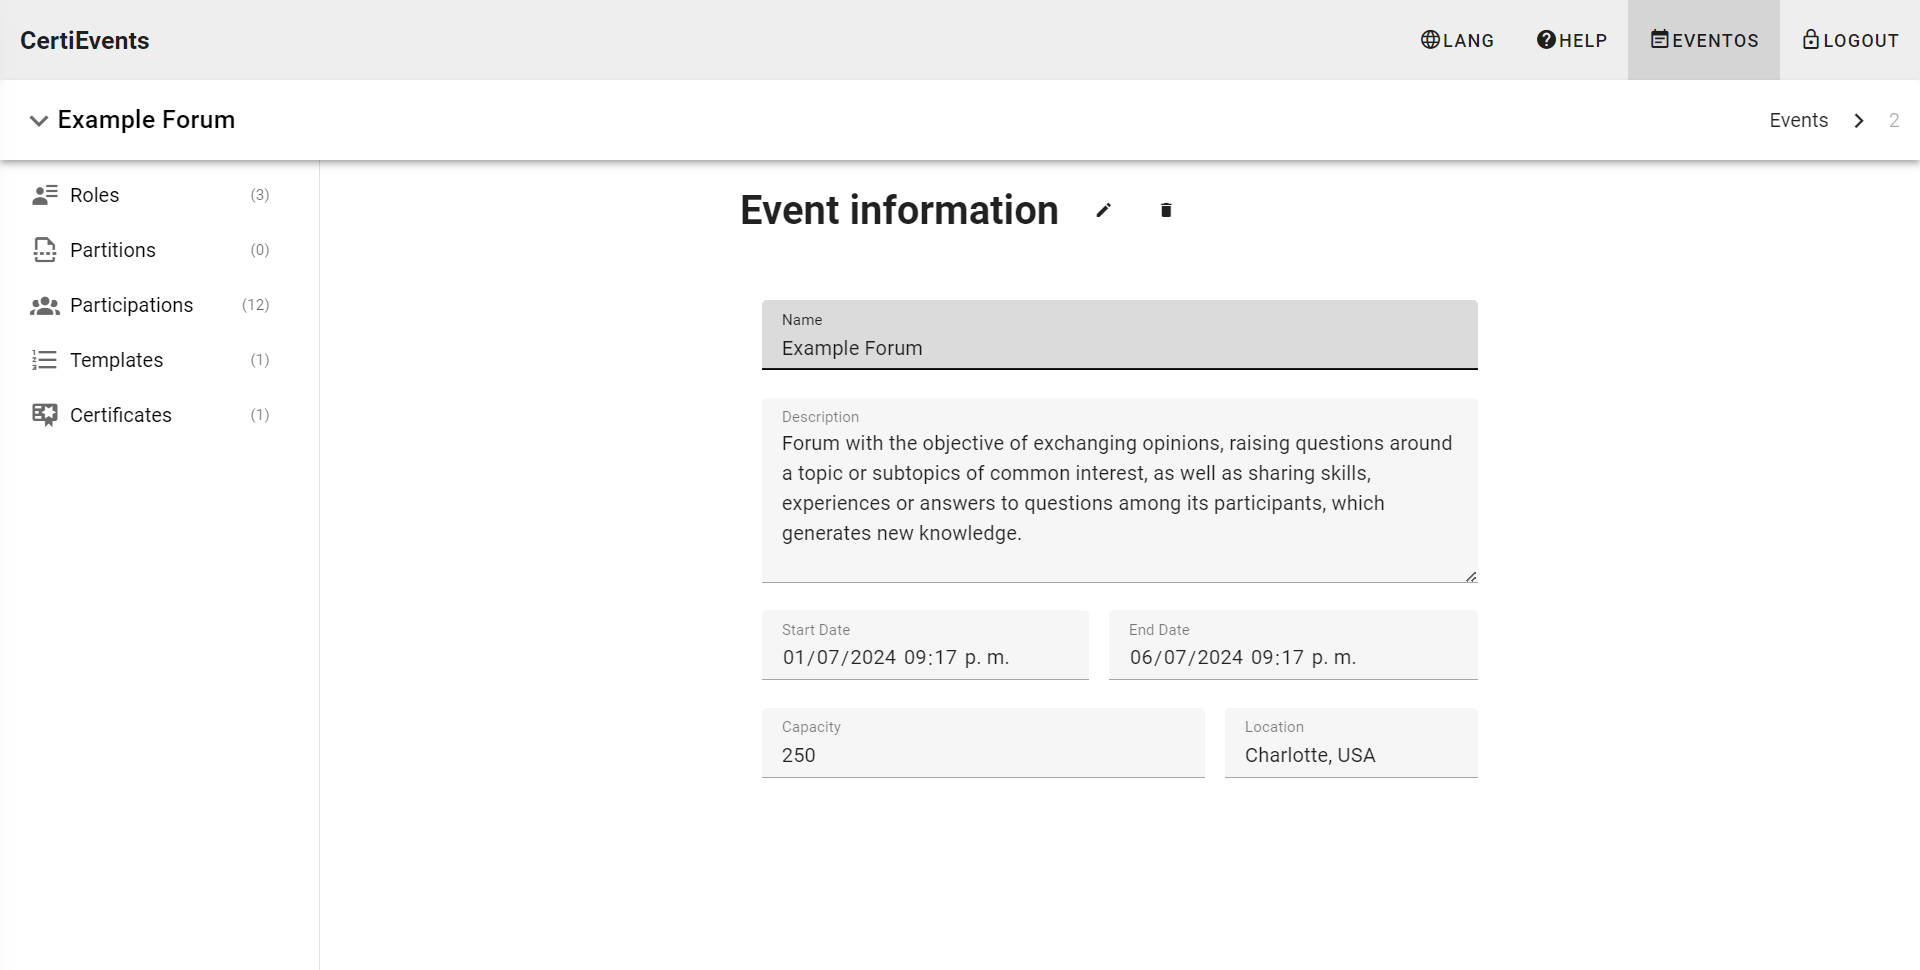 CertiEvents
LANG
HELP
EVENTOS
LOGOUT
Example Forum
Events
2
Roles (3)
Partitions (0)
Participations (12)
Templates (1)
Certificates (1)
Event information
Name
Example Forum
Description
Forum with the objective of exchanging opinions, raising questions around
a topic or subtopics of common interest, as well as sharing skills,
experiences or answers to questions among its participants, which
generates new knowledge.
Start Date
01/07/2024 09:17 p. m.
End Date
06/07/2024 09:17 p. m.
Capacity
250
Location
Charlotte, USA